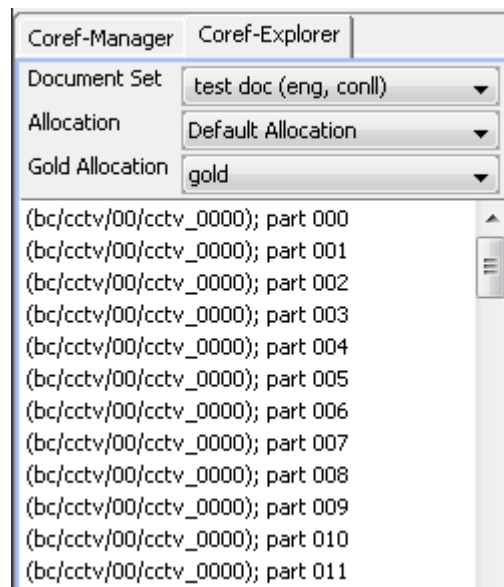 Coref-Manager Coref-Explorer
Document Set test doc (eng, conll)
Allocation Default Allocation
Gold Allocation gold
(bc/cctv/00/cctv_0000); part 000
(bc/cctv/00/cctv_0000); part 001
(bc/cctv/00/cctv_0000); part 002
(bc/cctv/00/cctv_0000); part 003
(bc/cctv/00/cctv_0000); part 004
(bc/cctv/00/cctv_0000); part 005
(bc/cctv/00/cctv_0000); part 006
(bc/cctv/00/cctv_0000); part 007
(bc/cctv/00/cctv_0000); part 008
(bc/cctv/00/cctv_0000); part 009
(bc/cctv/00/cctv_0000); part 010
(bc/cctv/00/cctv_0000); part 011